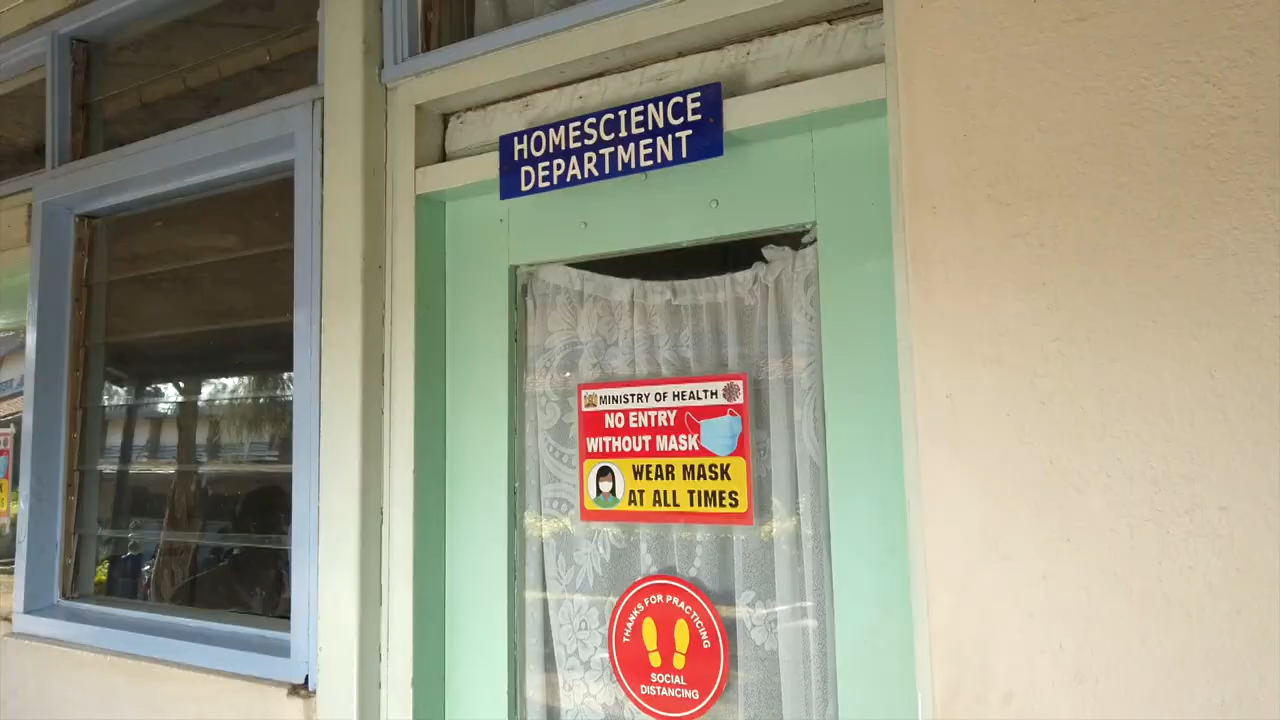 HOMESCIENCE
DEPARTMENT
MINISTRY OF HEALTH
NO ENTRY
WITHOUT MASK
WEAR MASK
AT ALL TIMES
THANKS FOR PRACTICING
SOCIAL
DISTANCING